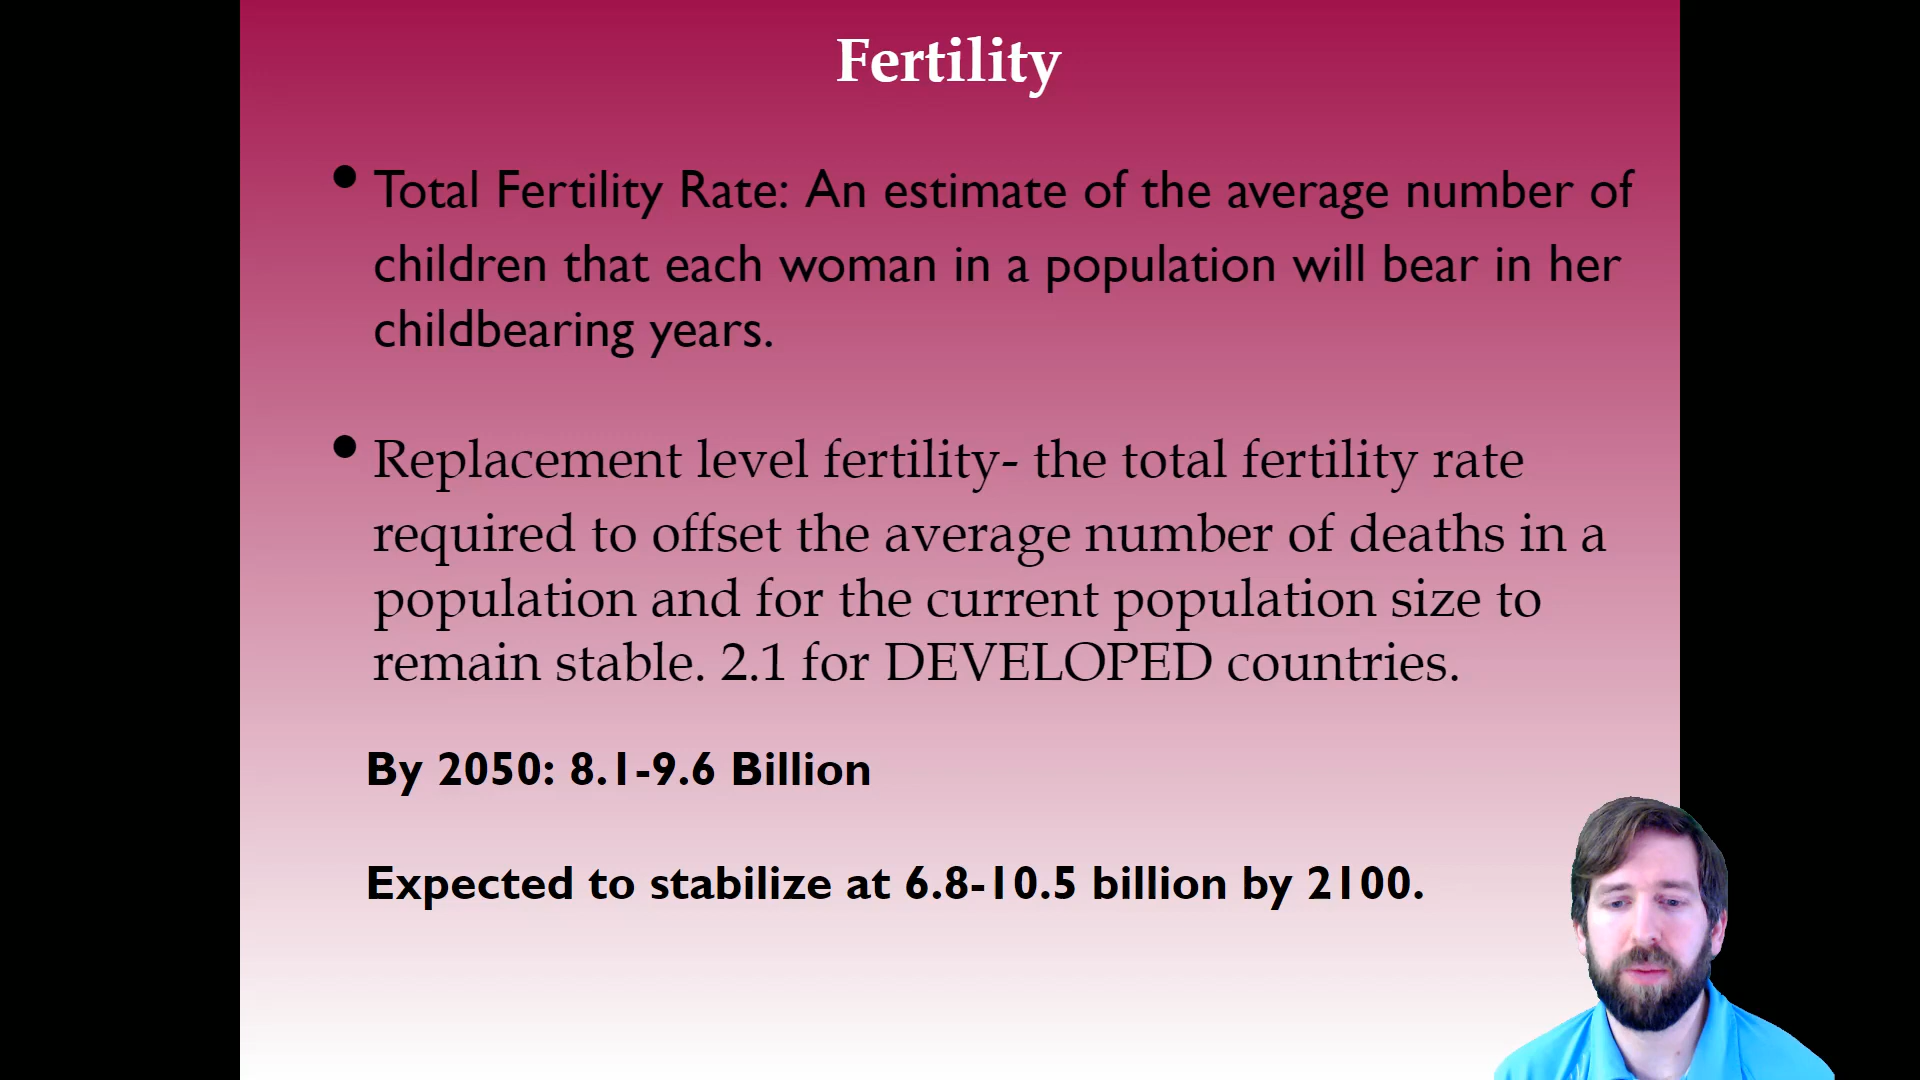 Fertility
• Total Fertility Rate: An estimate of the average number of
children that each woman in a population will bear in her
childbearing years.
• Replacement level fertility- the total fertility rate
required to offset the average number of deaths in a
population and for the current population size to
remain stable. 2.1 for DEVELOPED countries.
By 2050: 8.1-9.6 Billion
Expected to stabilize at 6.8-10.5 billion by 2100.